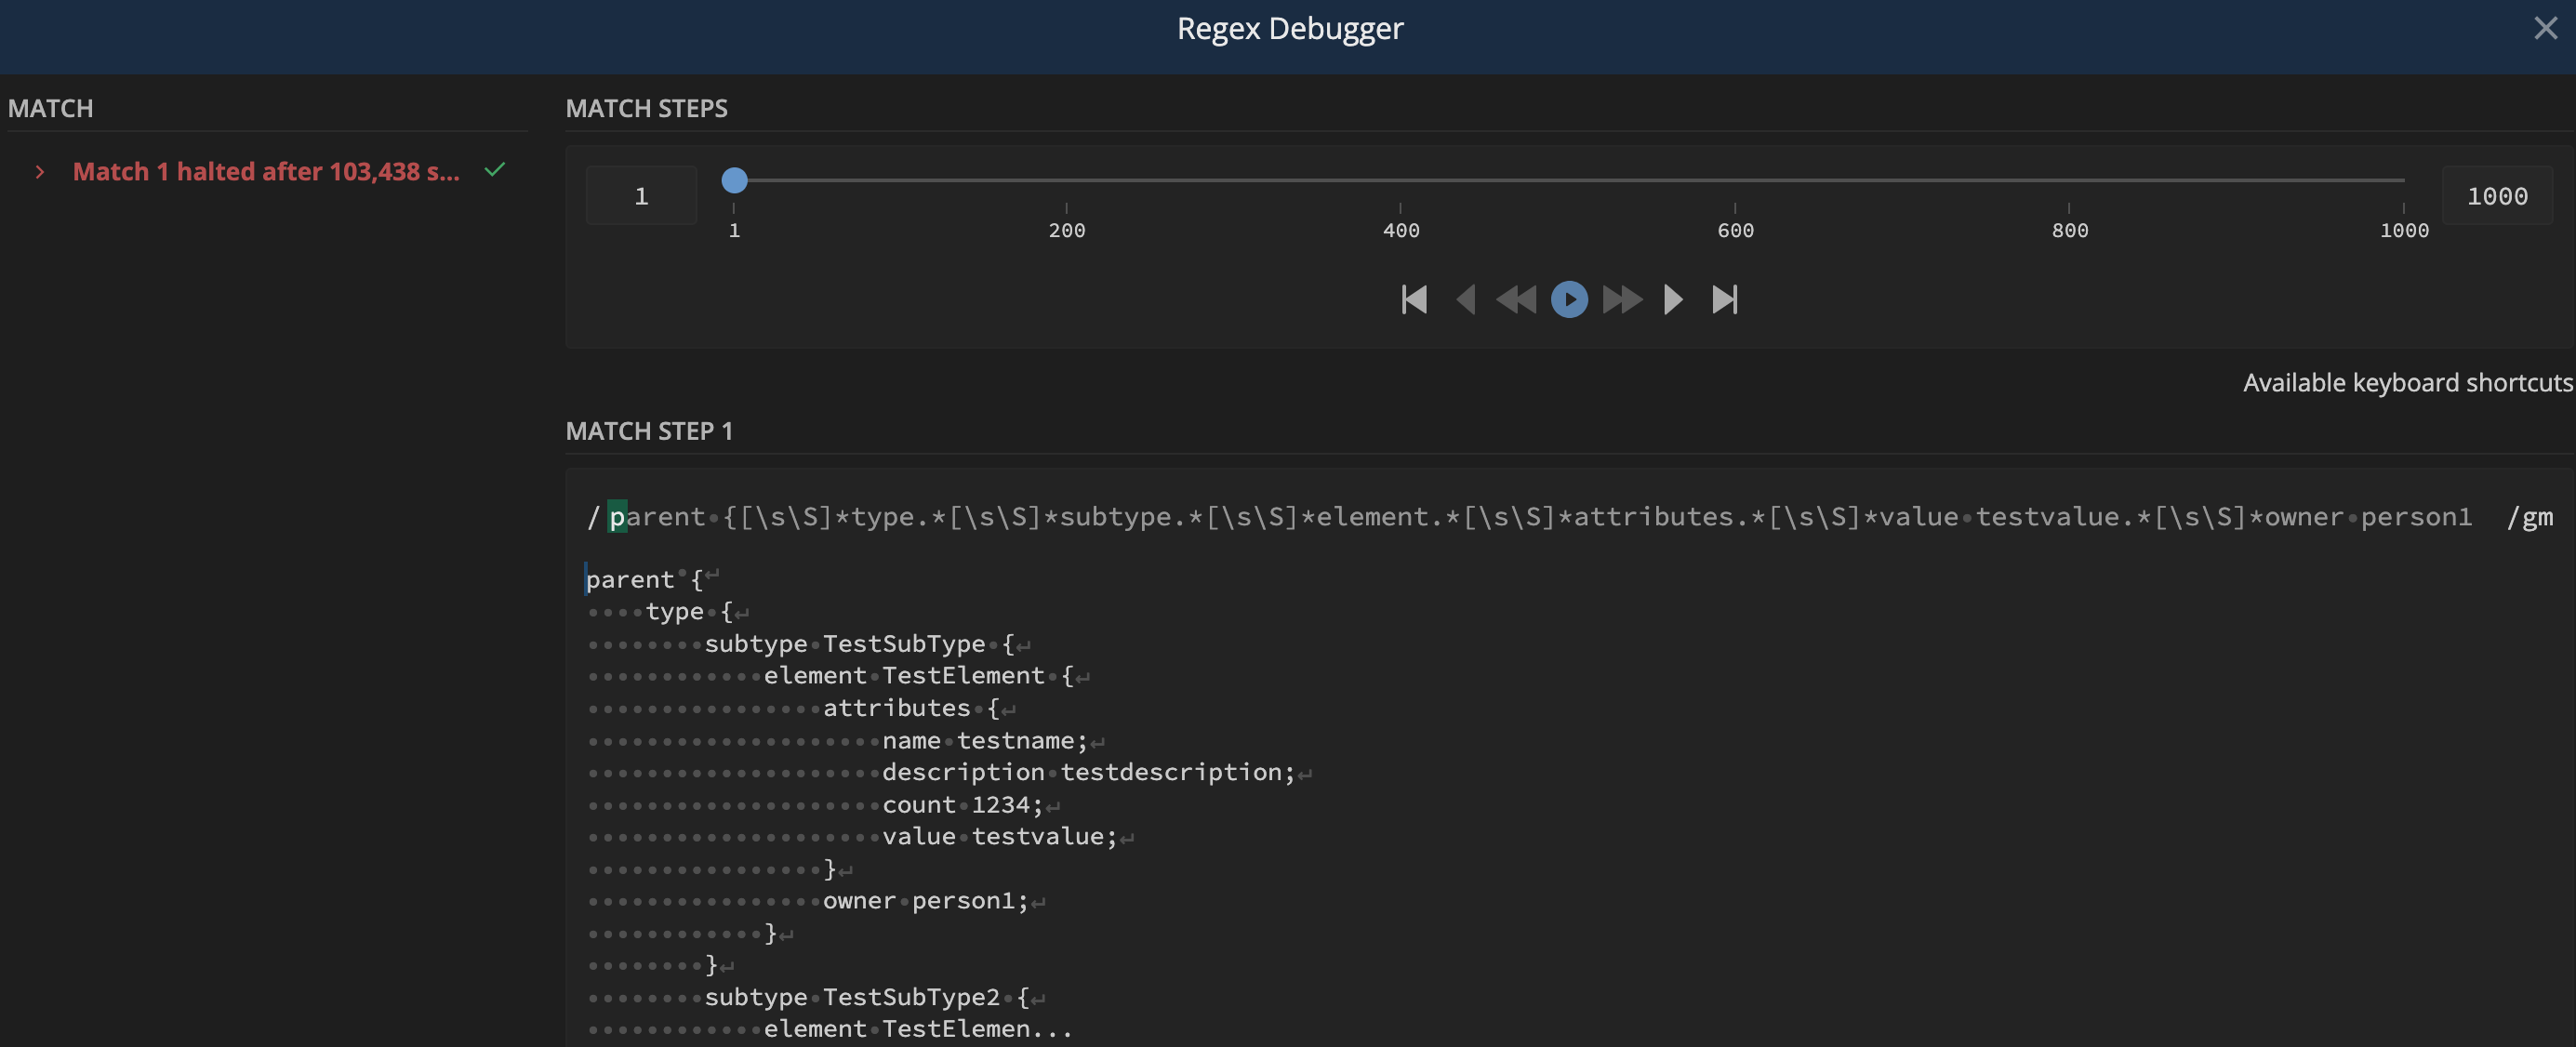 Regex Debugger
MATCH
Match 1 halted after 103,438 s...
MATCH STEPS
1
1000
1 200 400 600 800 1000
Available keyboard shortcuts
MATCH STEP 1
/ parent {[\s\S]*type.*[\s\S]*subtype.*[\s\S]*element.*[\s\S]*attributes.*[\s\S]*value testvalue.*[\s\S]*owner person1 /gm
parent {
    type {
        subtype TestSubType {
            element TestElement {
                attributes {
                    name testname;
                    description testdescription;
                    count 1234;
                    value testvalue;
                }
                owner person1;
            }
        }
        subtype TestSubType2 {
            element TestElemen...